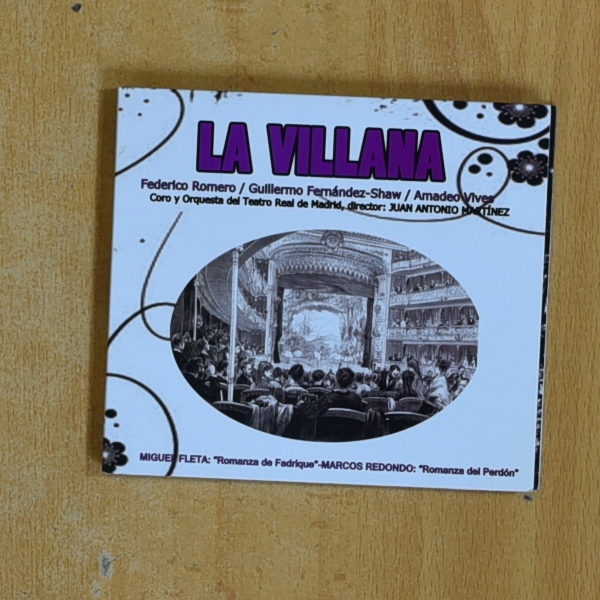 LA VILLANA
Federico Romero / Guillermo Fernández-Shaw / Amadeo Vives
Coro y Orquesta del Teatro Real de Madrid, director: JUAN ANTONIO MARTÍNEZ
MIGUEL FLETA: "Romanza de Fadrique"-MARCOS REDONDO: "Romanza del Perdón"